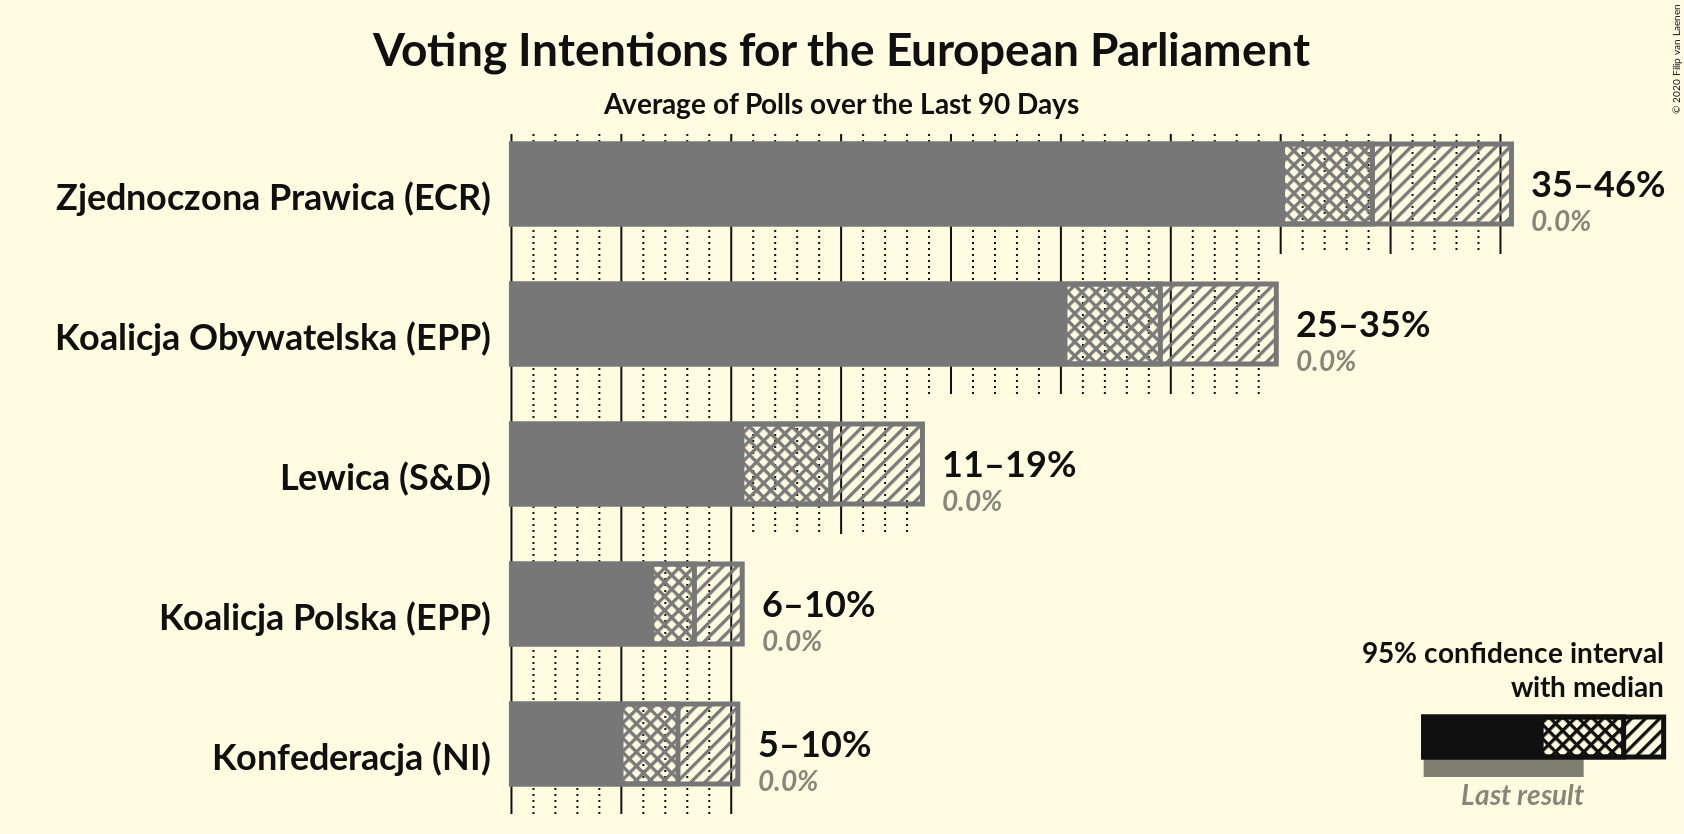 Voting Intentions for the European Parliament
Average of Polls over the Last 90 Days
© 2020 Filip van Laenen
Zjednoczona Prawica (ECR)
35–46%
0.0%
Koalicja Obywatelska (EPP)
25–35%
0.0%
Lewica (S&D)
11–19%
0.0%
Koalicja Polska (EPP)
6–10%
0.0%
Konfederacja (NI)
5–10%
0.0%
95% confidence interval
with median
Last result